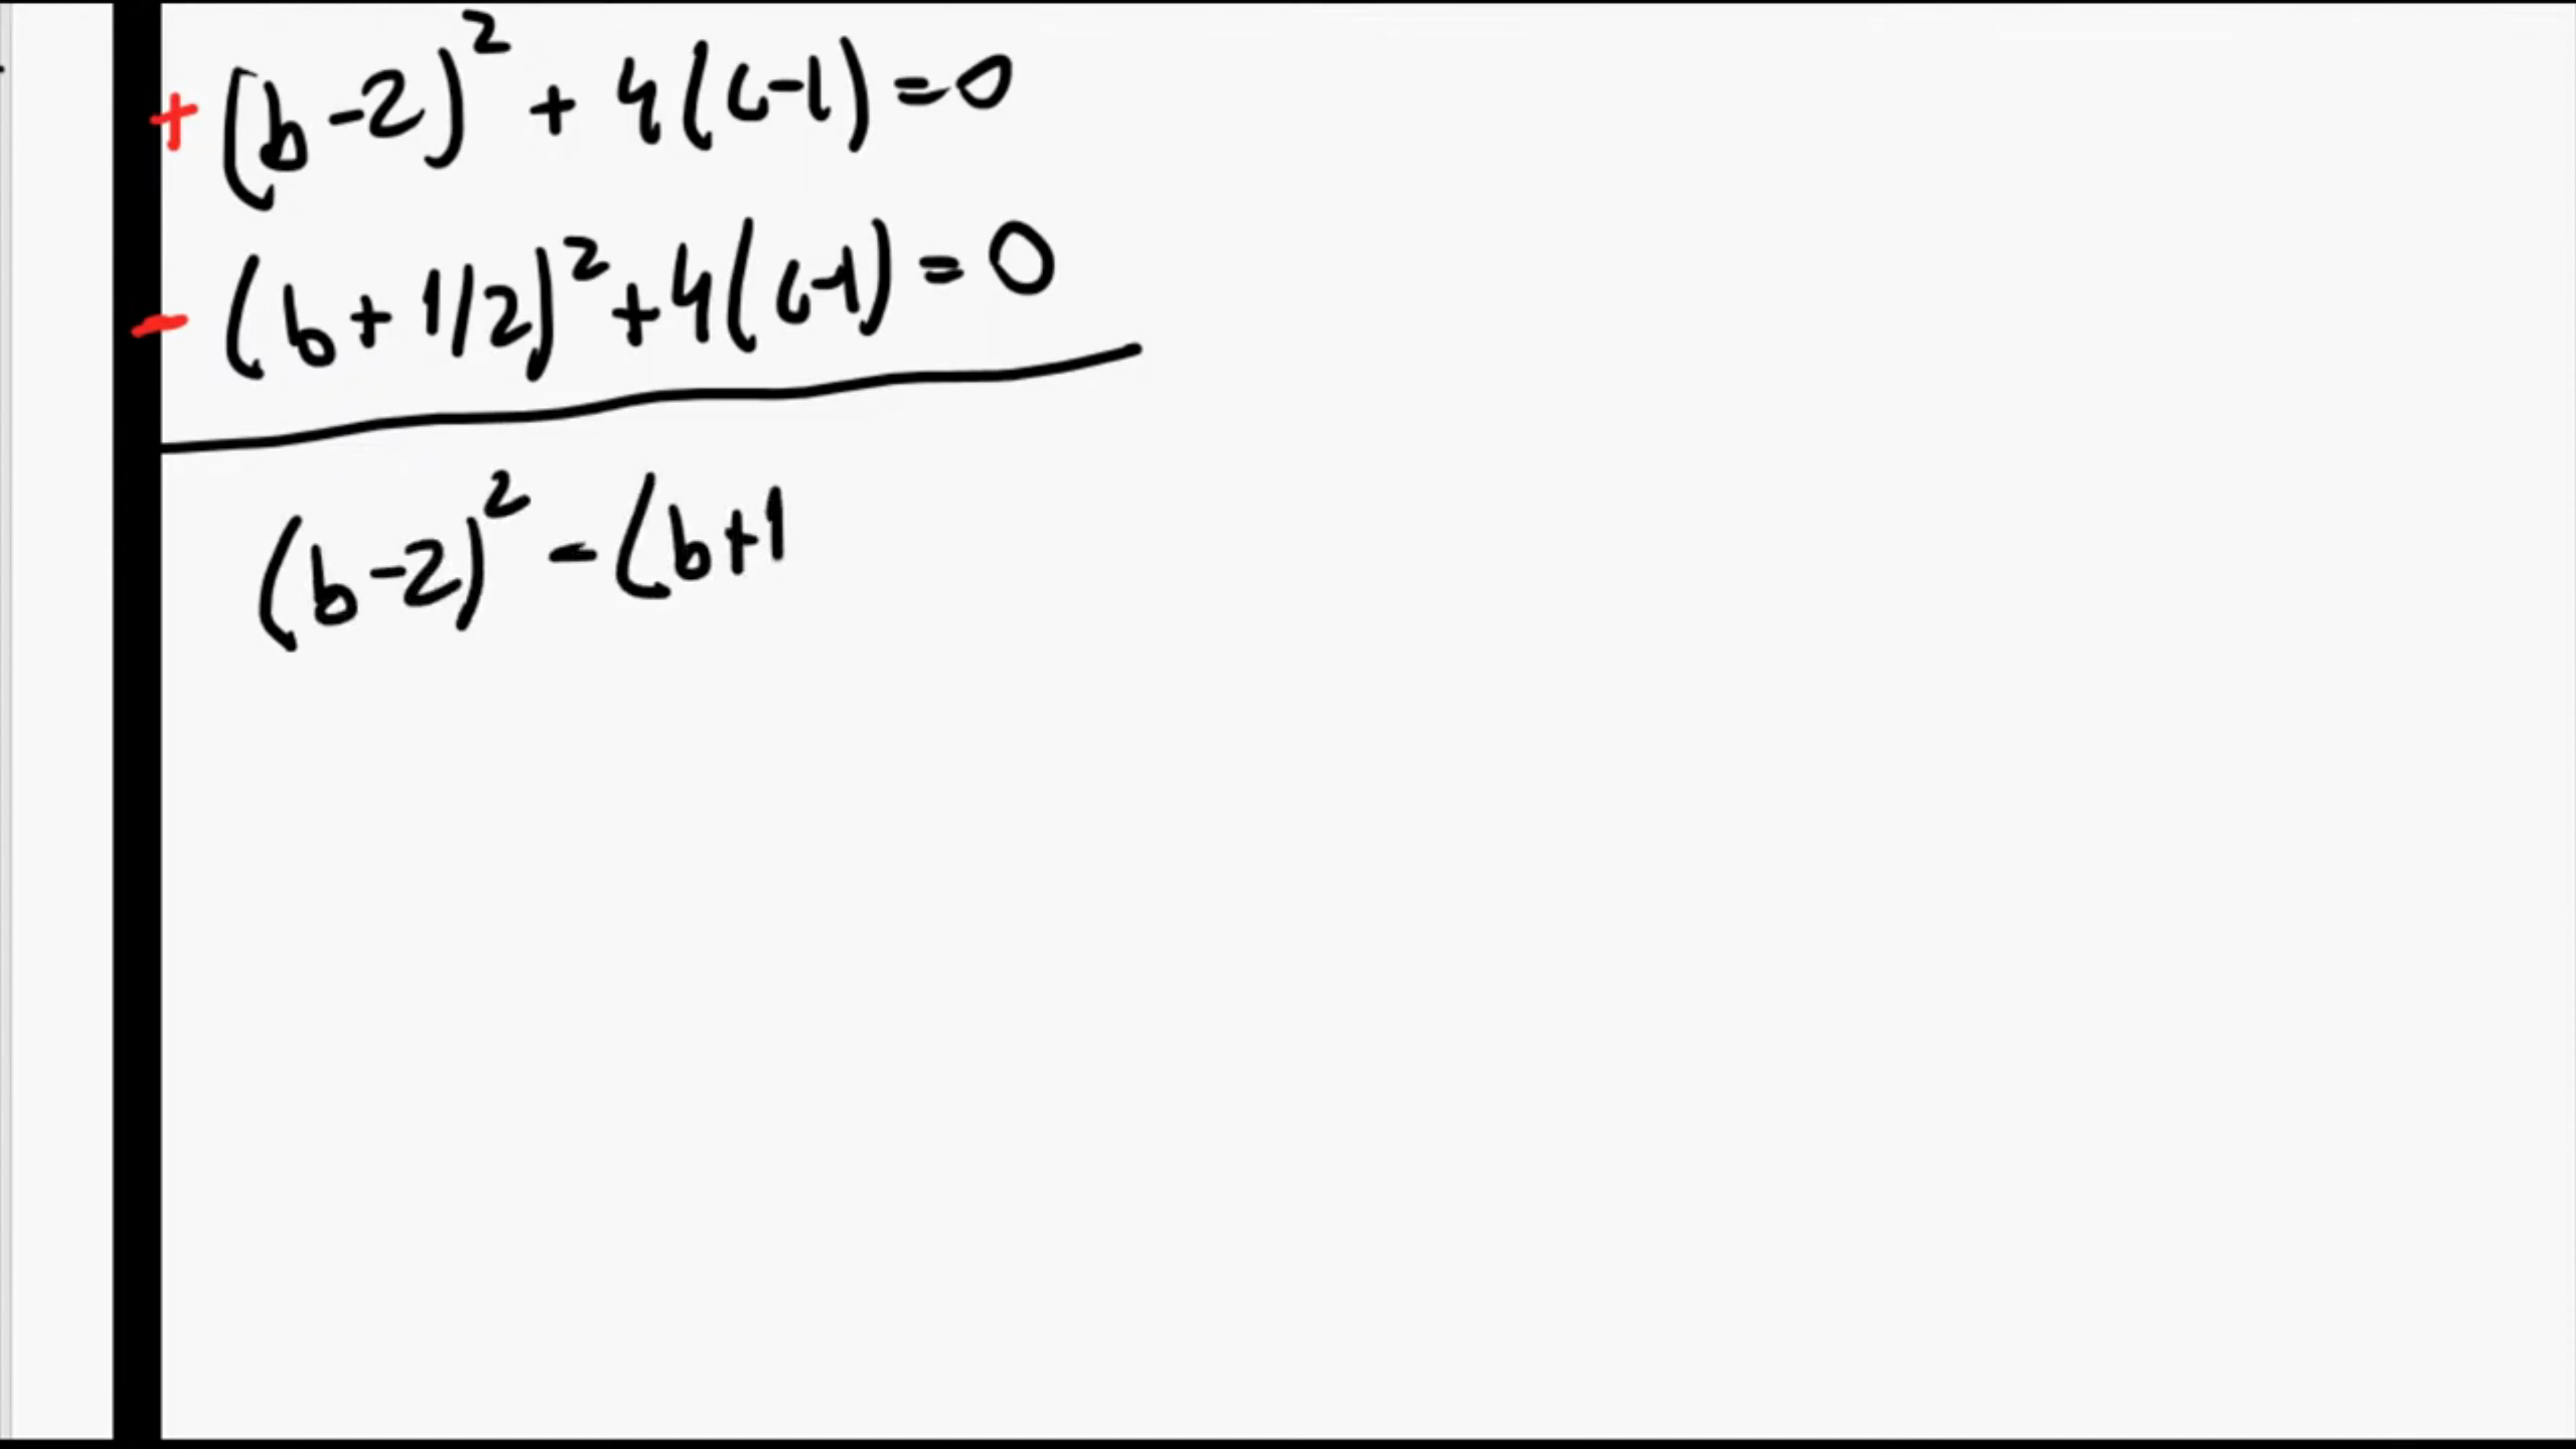 + (b-2)² + 4(c-1) = 0
- (b+1/2)² + 4(c-1) = 0
(b-2)² - (b+1